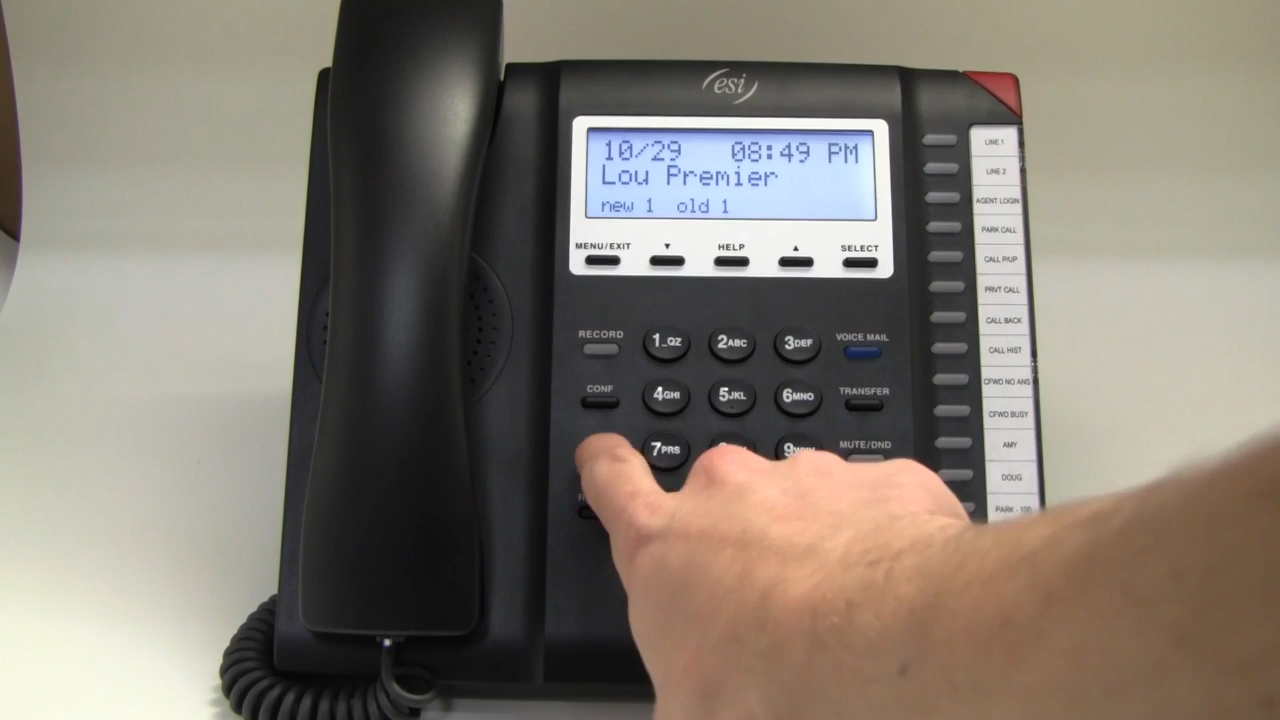 esi
10/29 08:49 PM
Lou Premier
new 1 old 1
MENU/EXIT ▼ HELP ▲ SELECT
RECORD 1_QZ 2ABC 3DEF VOICE MAIL
CONF 4GHI 5JKL 6MNO TRANSFER
7PRS MUTE/DND
LINE 1
LINE 2
AGENT LOGIN
PARK CALL
CALL P/UP
PRVT CALL
CALL BACK
CALL HIST
CFWD NO ANS
CFWD BUSY
AMY
DOUG
PARK - 100